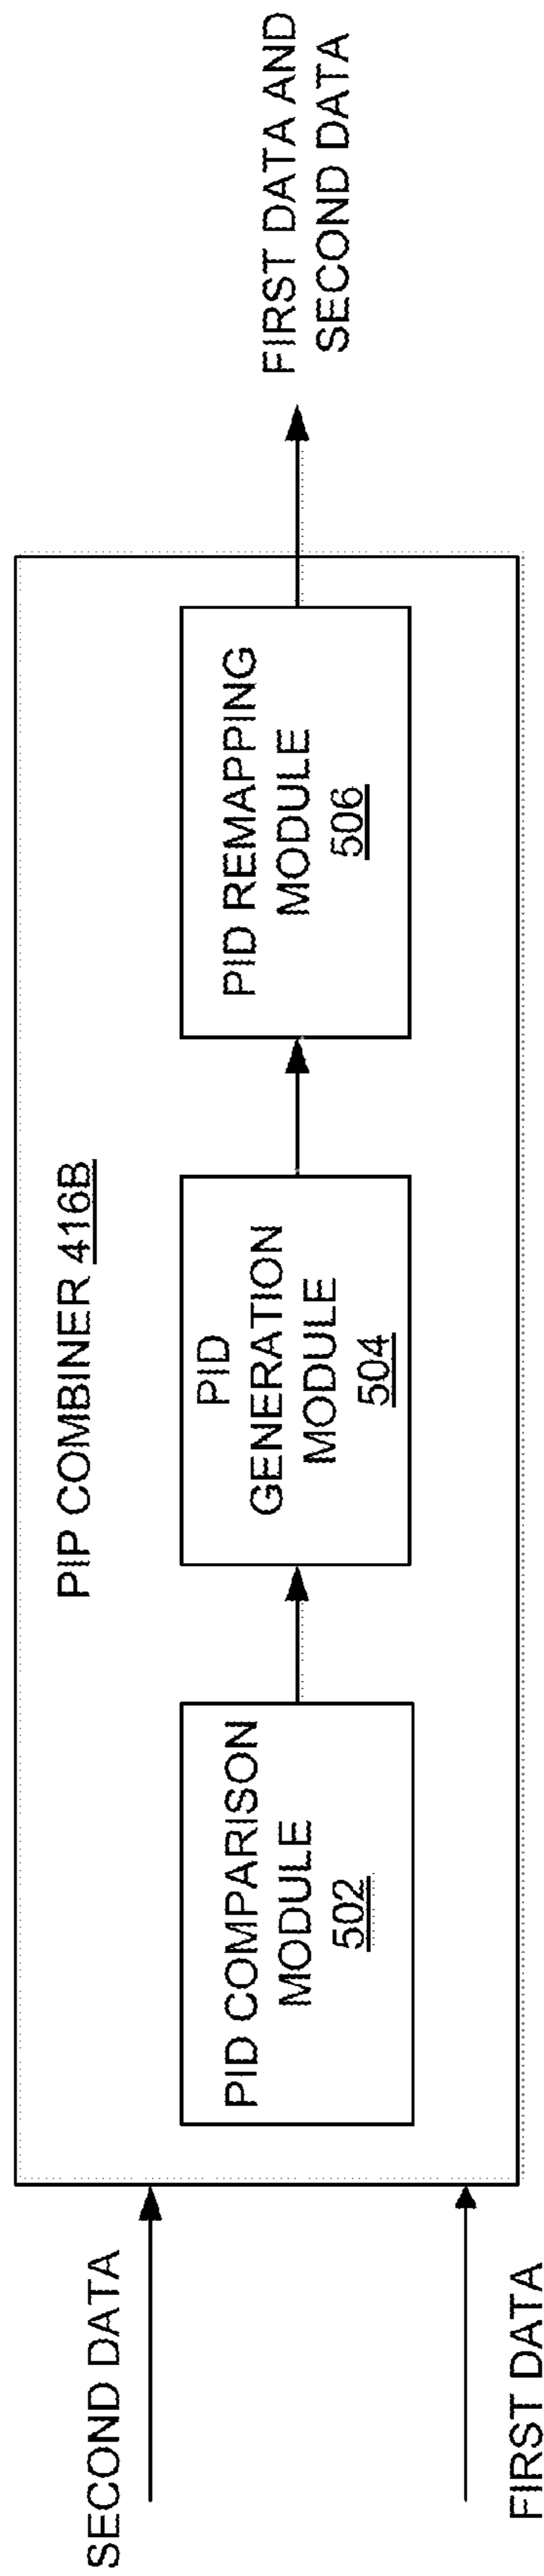 PIP COMBINER 416B
SECOND DATA
FIRST DATA
PID COMPARISON
MODULE
502
PID
GENERATION
MODULE
504
PID REMAPPING
MODULE
506
FIRST DATA AND
SECOND DATA